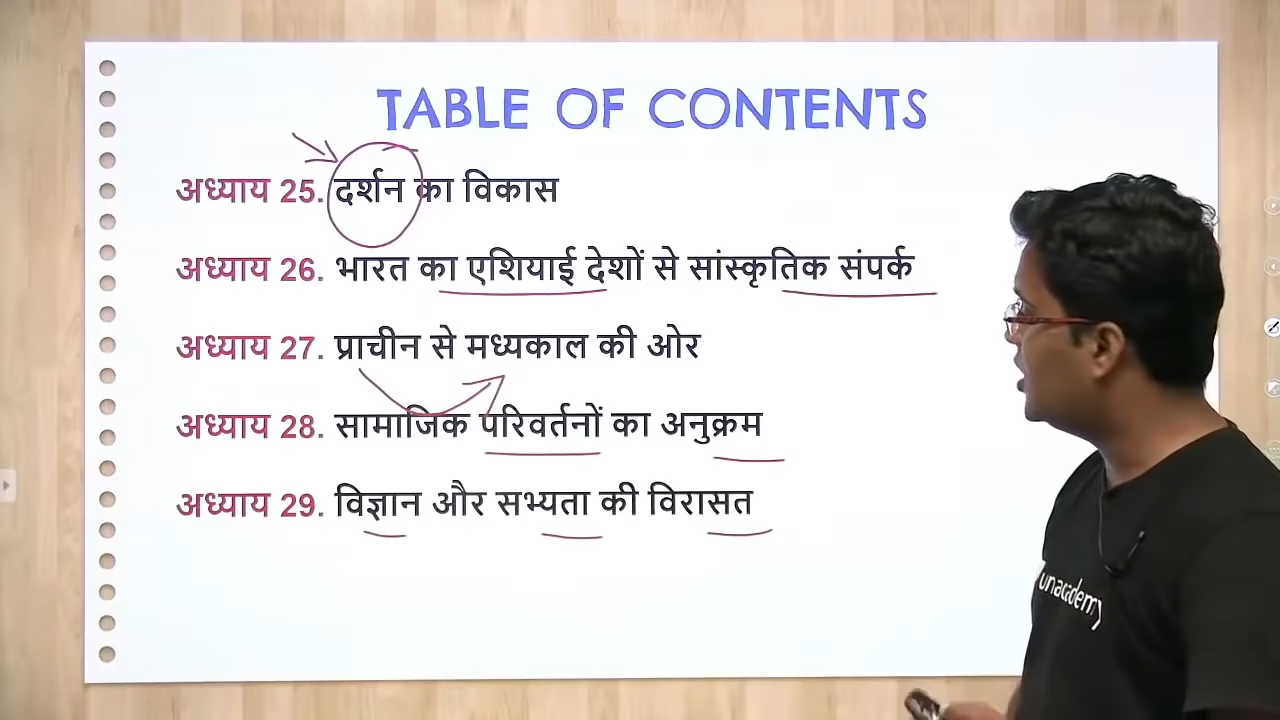 TABLE OF CONTENTS
अध्याय 25. दर्शन का विकास
अध्याय 26. भारत का एशियाई देशों से सांस्कृतिक संपर्क
अध्याय 27. प्राचीन से मध्यकाल की ओर
अध्याय 28. सामाजिक परिवर्तनों का अनुक्रम
अध्याय 29. विज्ञान और सभ्यता की विरासत
unacademy